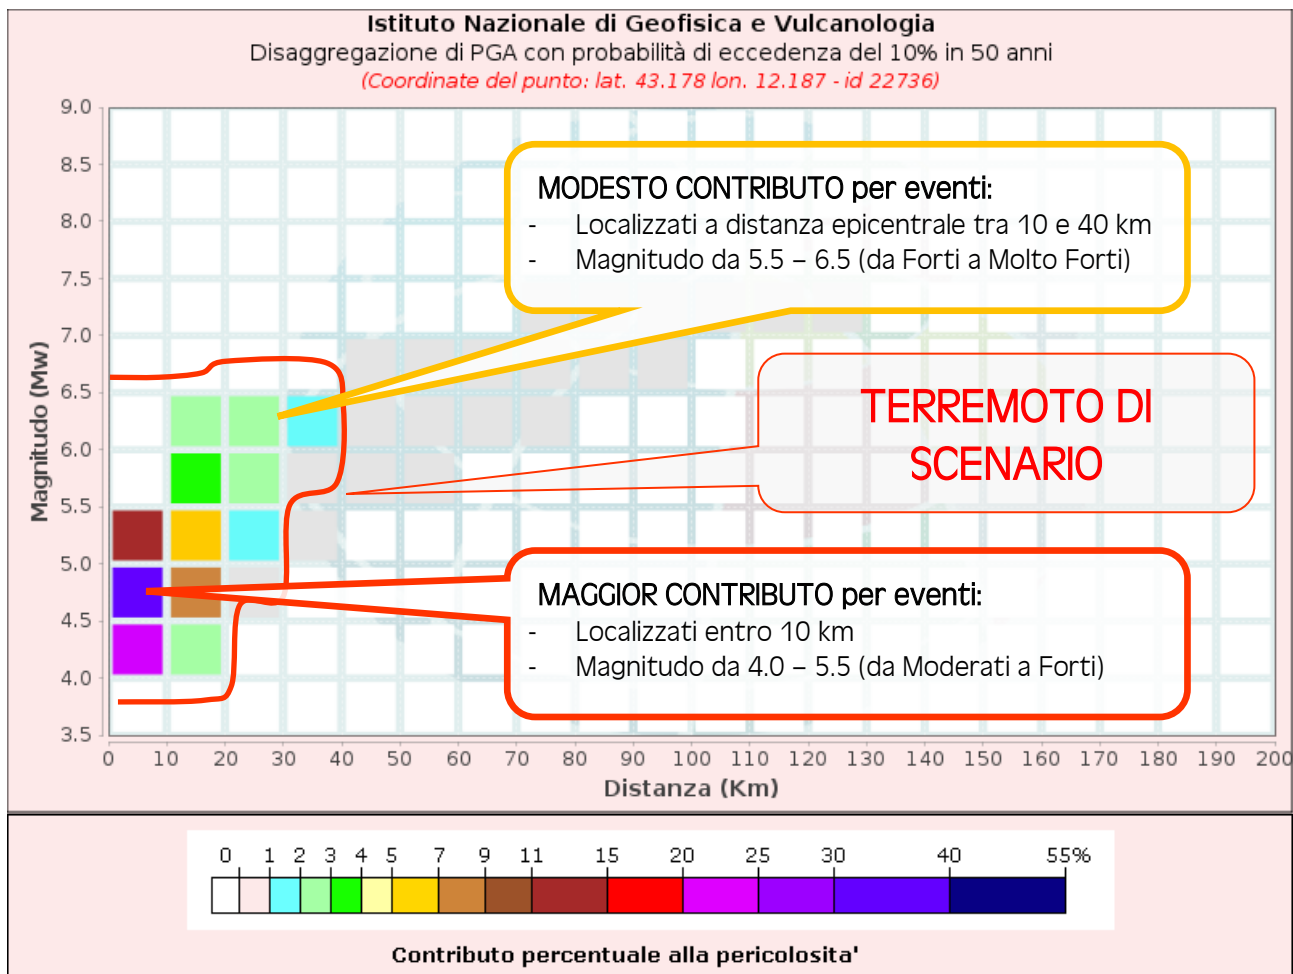 Istituto Nazionale di Geofisica e Vulcanologia
Disaggregazione di PGA con probabilità di eccedenza del 10% in 50 anni
(Coordinate del punto: lat. 43.178 lon. 12.187 - id 22736)
9.0
8.5
8.0
7.5
7.0
6.5
6.0
5.5
5.0
4.5
4.0
3.5
Magnitudo (Mw)
MODESTO CONTRIBUTO per eventi:
- Localizzati a distanza epicentrale tra 10 e 40 km
- Magnitudo da 5.5 – 6.5 (da Forti a Molto Forti)
TERREMOTO DI
SCENARIO
MAGGIOR CONTRIBUTO per eventi:
- Localizzati entro 10 km
- Magnitudo da 4.0 – 5.5 (da Moderati a Forti)
0 10 20 30 40 50 60 70 80 90 100 110 120 130 140 150 160 170 180 190 200
Distanza (Km)
0 1 2 3 4 5 7 9 11 15 20 25 30 40 55%
Contributo percentuale alla pericolosita'